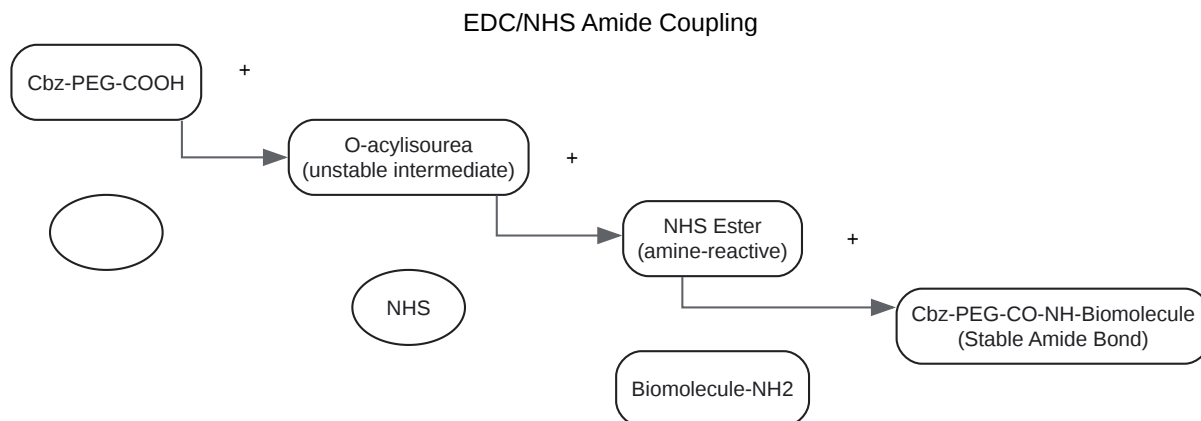 EDC/NHS Amide Coupling
Cbz-PEG-COOH
+
O-acylisourea
(unstable intermediate)
+
NHS Ester
(amine-reactive)
+
NHS
Cbz-PEG-CO-NH-Biomolecule
(Stable Amide Bond)
Biomolecule-NH2